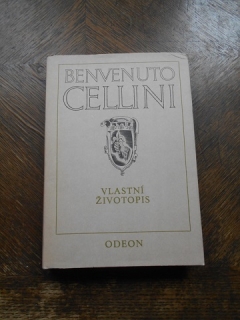 BENVENUTO
CELLINI
VLASTNÍ
ŽIVOTOPIS
ODEON